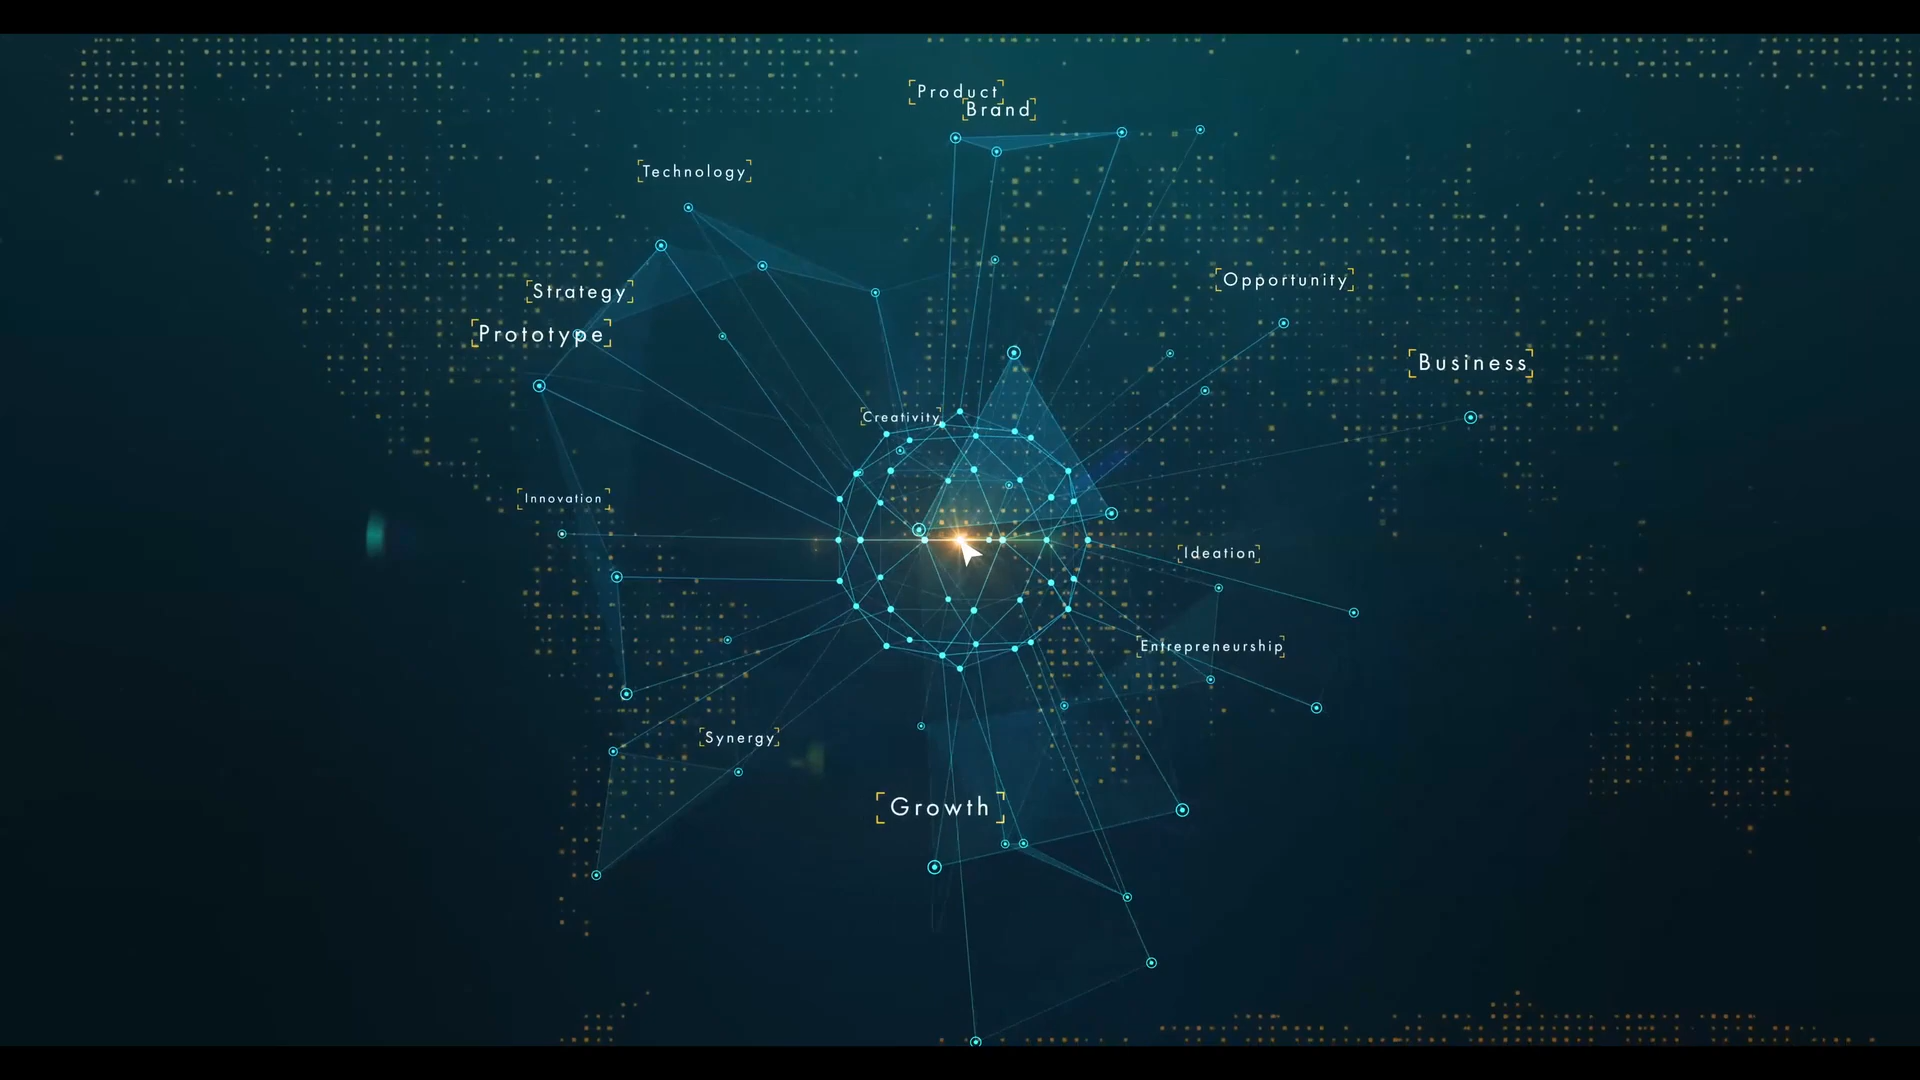 Product
Brand
Technology
Opportunity
Strategy
Prototype
Business
Creativity
Innovation
Ideation
Entrepreneurship
Synergy
Growth